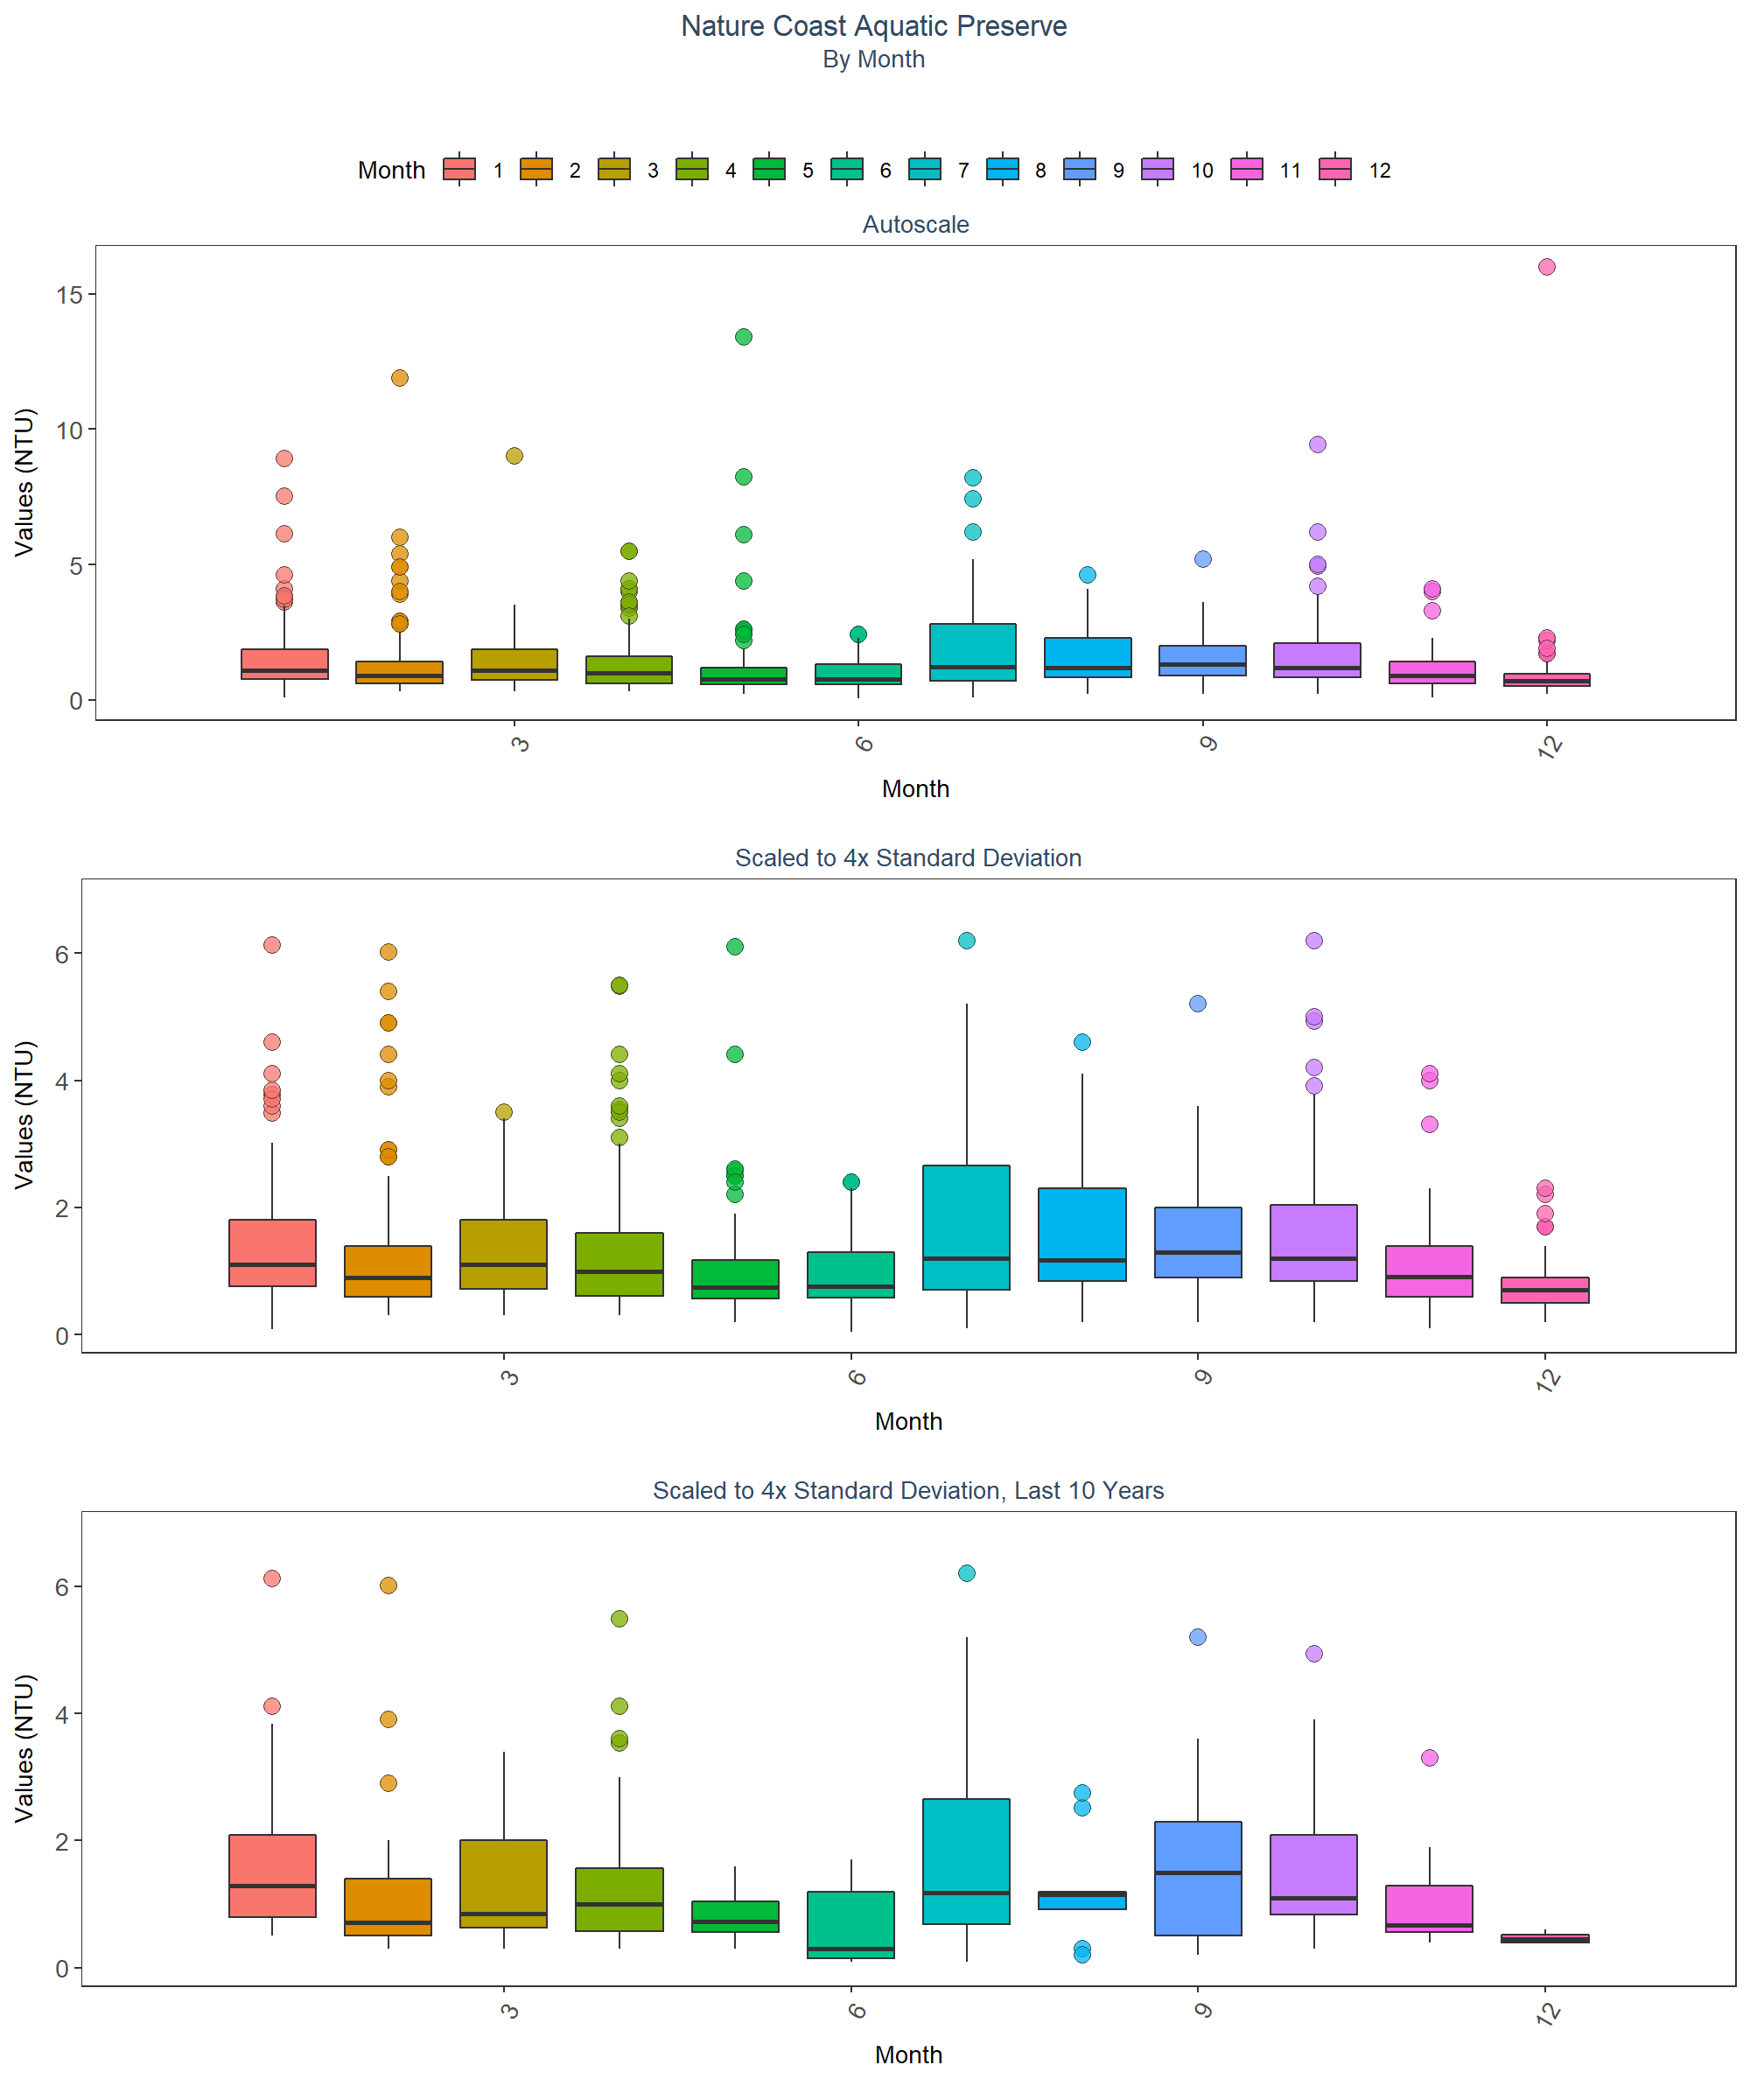 Nature Coast Aquatic Preserve
By Month
Month 1 2 3 4 5 6 7 8 9 10 11 12
Autoscale
Values (NTU)
15
10
5
0
3 6 9 12
Month
Scaled to 4x Standard Deviation
Values (NTU)
6
4
2
0
3 6 9 12
Month
Scaled to 4x Standard Deviation, Last 10 Years
Values (NTU)
6
4
2
0
3 6 9 12
Month